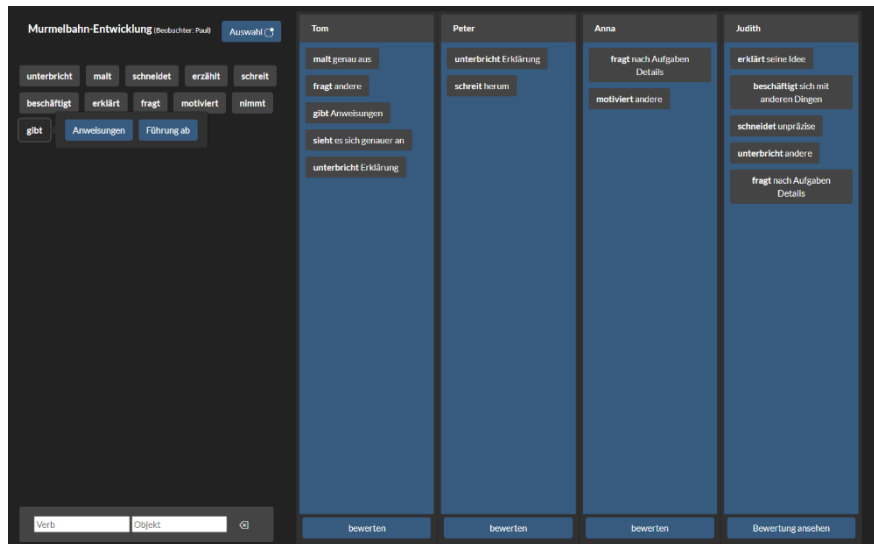 Murmelbahn-Entwicklung (Beobachter: Paul) Auswahl
unterbricht malt schneidet erzählt schreit
beschäftigt erklärt fragt motiviert nimmt
gibt Anweisungen Führung ab
Verb Objekt
Tom
malt genau aus
fragt andere
gibt Anweisungen
sieht es sich genauer an
unterbricht Erklärung
bewerten
Peter
unterbricht Erklärung
schreit herum
bewerten
Anna
fragt nach Aufgaben
Details
motiviert andere
bewerten
Judith
erklärt seine Idee
beschäftigt sich mit
anderen Dingen
schneidet unpräzise
unterbricht andere
fragt nach Aufgaben
Details
Bewertung ansehen